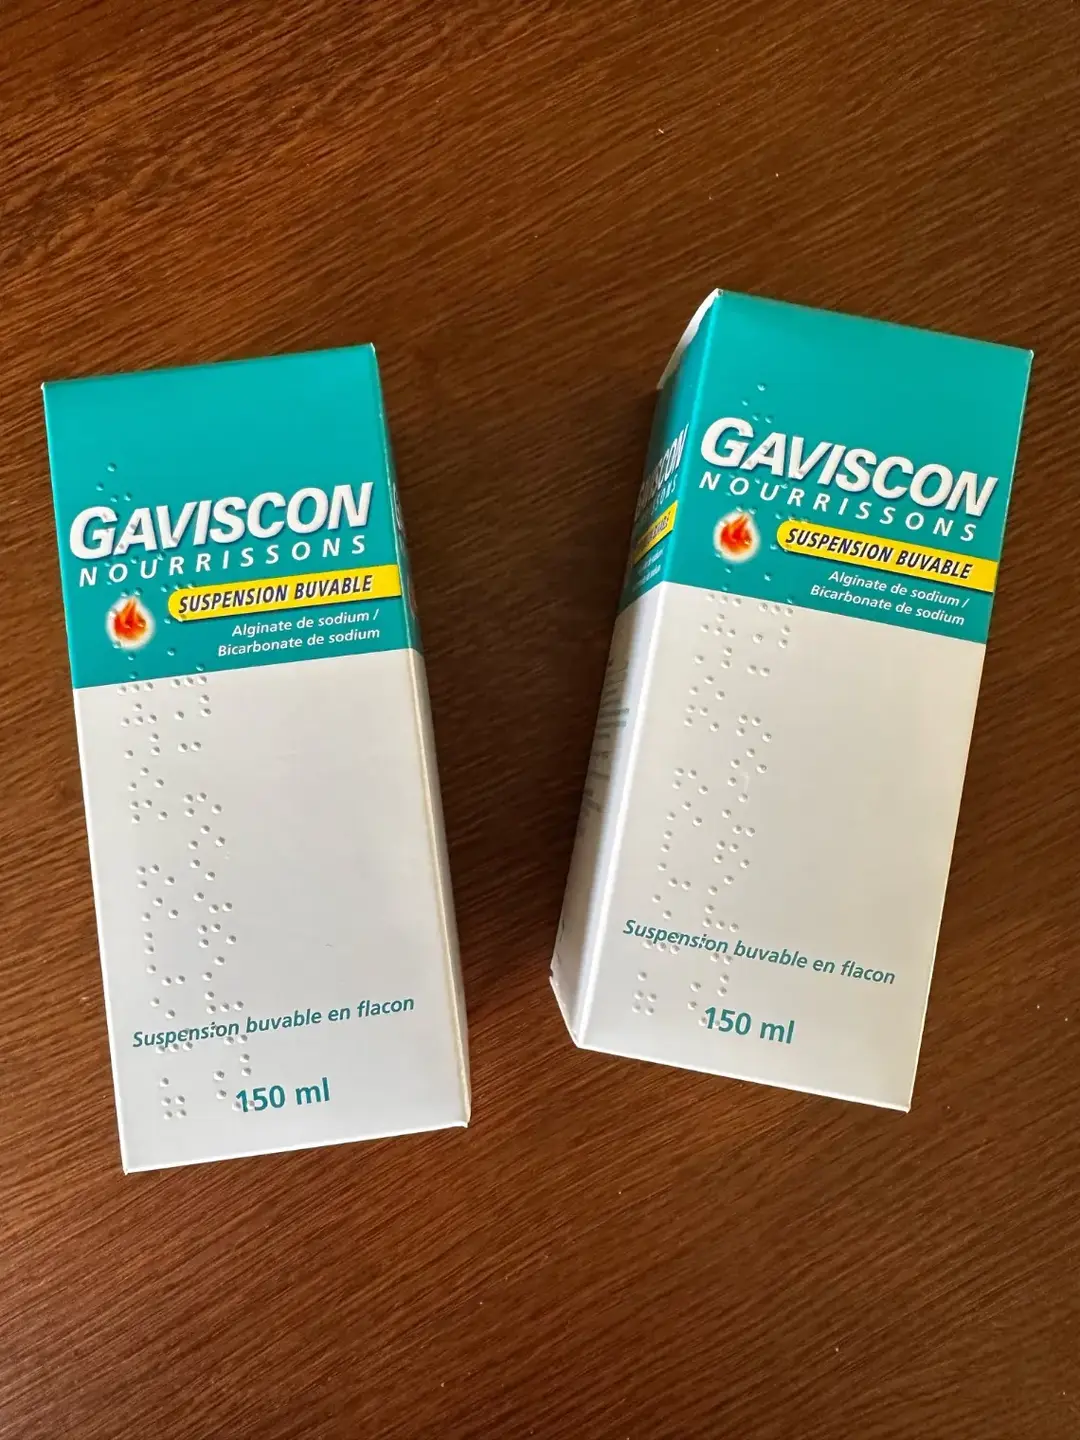 GAVISCON
NOURRISSONS
SUSPENSION BUVABLE
Alginate de sodium /
Bicarbonate de sodium
Suspension buvable en flacon
150 ml
GAVISCON
NOURRISSONS
SUSPENSION BUVABLE
Alginate de sodium /
Bicarbonate de sodium
Suspension buvable en flacon
150 ml